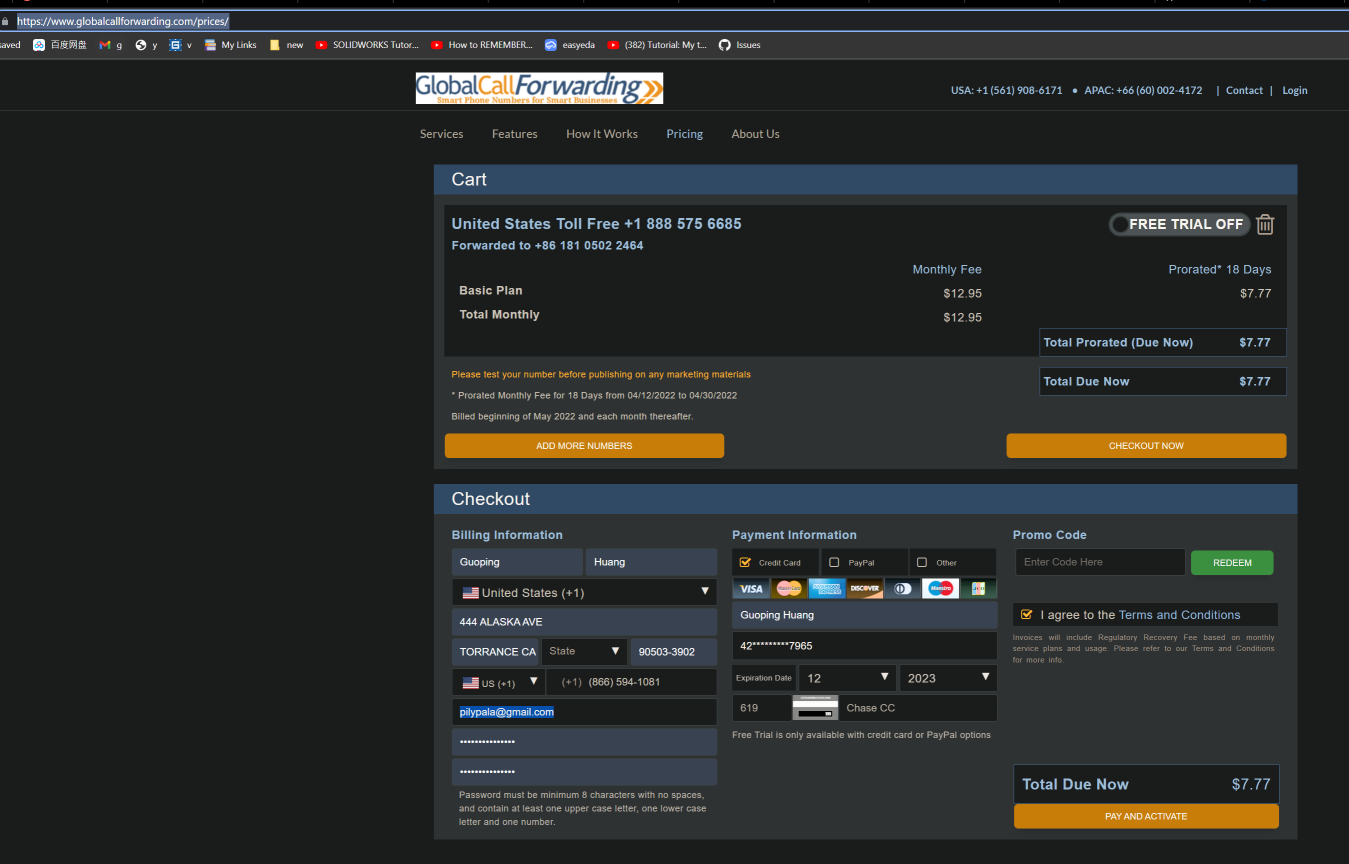 https://www.globalcallforwarding.com/prices/
saved 百度网盘 g y v My Links new SOLIDWORKS Tutor... How to REMEMBER... easyeda (382) Tutorial: My t... Issues
GlobalCallForwarding
Smart Phone Numbers for Smart Businesses
USA: +1 (561) 908-6171 • APAC: +66 (60) 002-4172 | Contact | Login
Services Features How It Works Pricing About Us
Cart
United States Toll Free +1 888 575 6685
FREE TRIAL OFF
Forwarded to +86 181 0502 2464
Monthly Fee Prorated* 18 Days
Basic Plan $12.95 $7.77
Total Monthly $12.95
Total Prorated (Due Now) $7.77
Please test your number before publishing on any marketing materials
Total Due Now $7.77
* Prorated Monthly Fee for 18 Days from 04/12/2022 to 04/30/2022
Billed beginning of May 2022 and each month thereafter.
ADD MORE NUMBERS CHECKOUT NOW
Checkout
Billing Information
Guoping Huang
United States (+1)
444 ALASKA AVE
TORRANCE CA State 90503-3902
US (+1) (+1) (866) 594-1081
pilypala@gmail.com
•••••••••••••••
•••••••••••••••
Password must be minimum 8 characters with no spaces,
and contain at least one upper case letter, one lower case
letter and one number.
Payment Information
Credit Card PayPal Other
VISA MasterCard AMERICAN EXPRESS DISCOVER Maestro JCB
Guoping Huang
42*********7965
Expiration Date 12 2023
619 Chase CC
Free Trial is only available with credit card or PayPal options
Promo Code
Enter Code Here REDEEM
I agree to the Terms and Conditions
Invoices will include Regulatory Recovery Fee based on monthly
service plans and usage. Please refer to our Terms and Conditions
for more info.
Total Due Now $7.77
PAY AND ACTIVATE